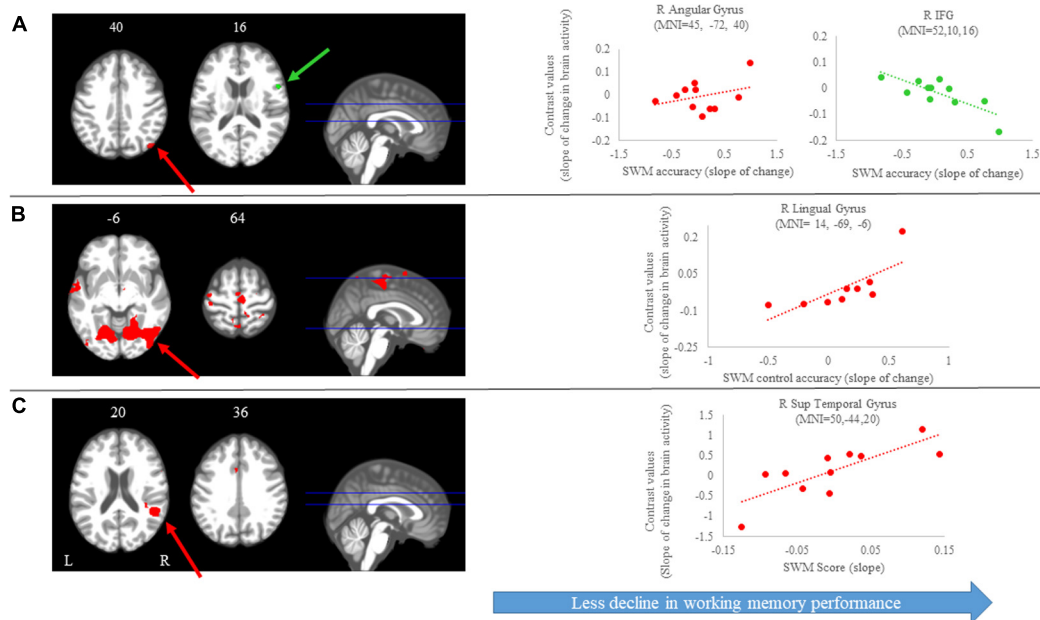 A
40
16
R Angular Gyrus
(MNI=45, -72, 40)
Contrast values
(slope of change in brain activity)
0.2
0.1
0
-0.1
-0.2
-1.5
-0.5
0.5
1.5
SWM accuracy (slope of change)
R IFG
(MNI=52,10,16)
0.2
0.1
0
-0.1
-0.2
-1.5
-0.5
0.5
1.5
SWM accuracy (slope of change)
B
-6
64
R Lingual Gyrus
(MNI= 14, -69, -6)
Contrast values
(slope of change in brain activity)
0.2
0.05
-0.1
-0.25
-1
-0.5
0
0.5
1
SWM control accuracy (slope of change)
C
20
36
L
R
R Sup Temporal Gyrus
(MNI=50,-44,20)
Contrast values
(Slope of change in brain activity)
1.5
1
0.5
0
-0.5
-1
-1.5
-0.15
-0.05
0.05
0.15
SWM Score (slope)
Less decline in working memory performance